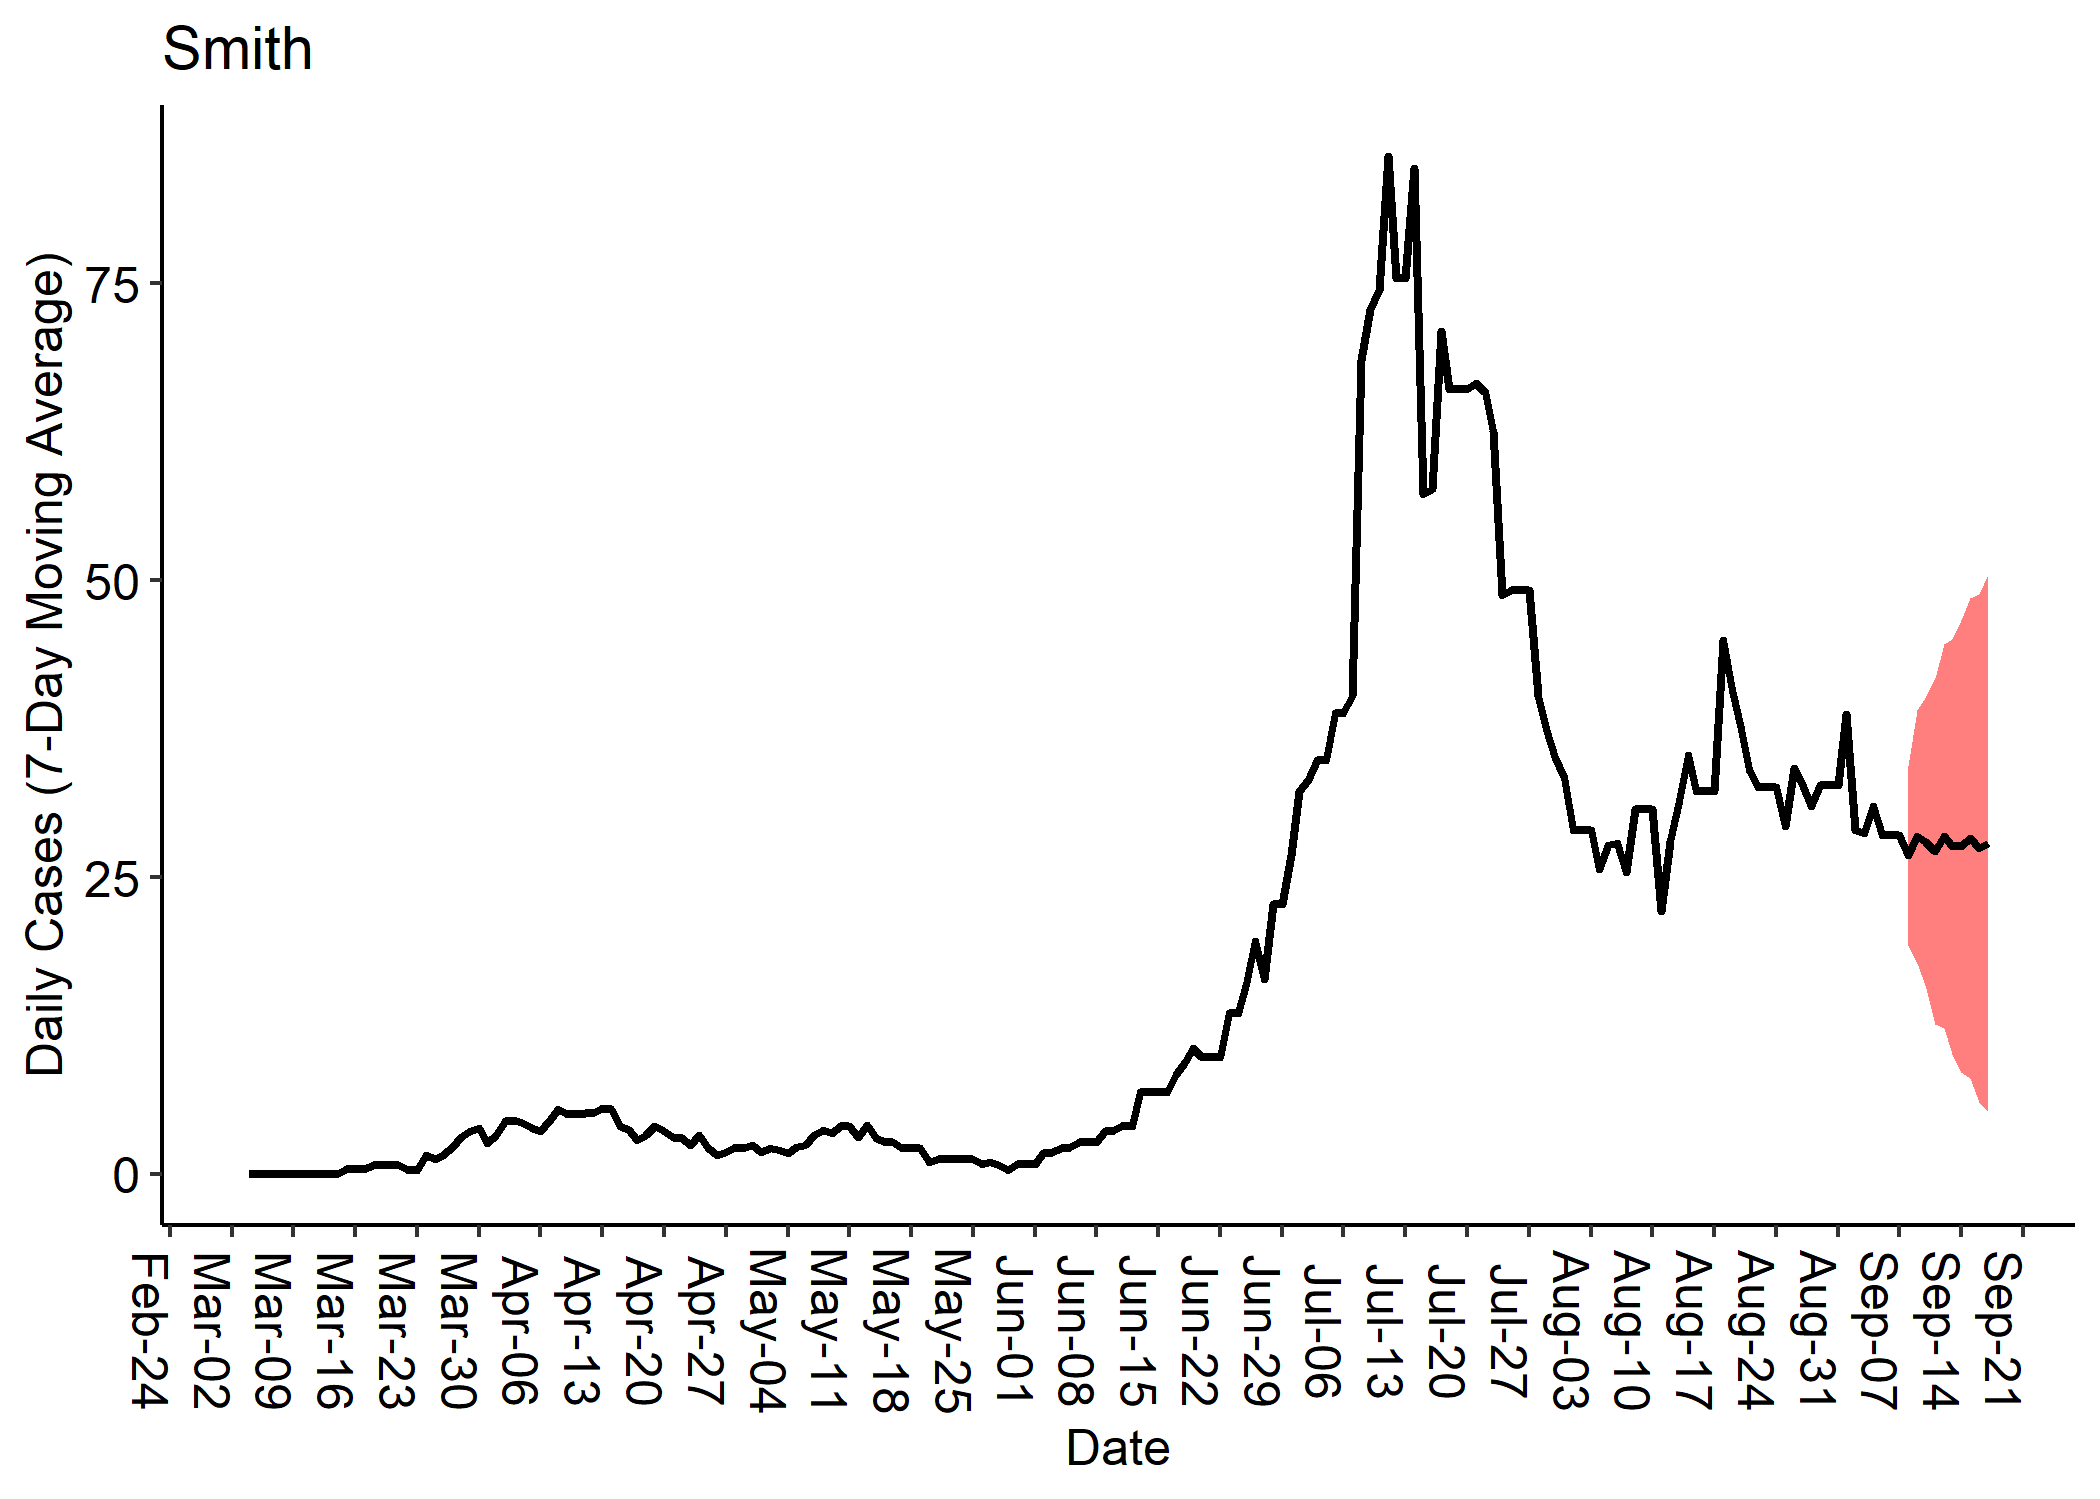 Smith
Daily Cases (7-Day Moving Average)
75
50
25
0
Feb-24
Mar-02
Mar-09
Mar-16
Mar-23
Mar-30
Apr-06
Apr-13
Apr-20
Apr-27
May-04
May-11
May-18
May-25
Jun-01
Jun-08
Jun-15
Jun-22
Jun-29
Jul-06
Jul-13
Jul-20
Jul-27
Aug-03
Aug-10
Aug-17
Aug-24
Aug-31
Sep-07
Sep-14
Sep-21
Date